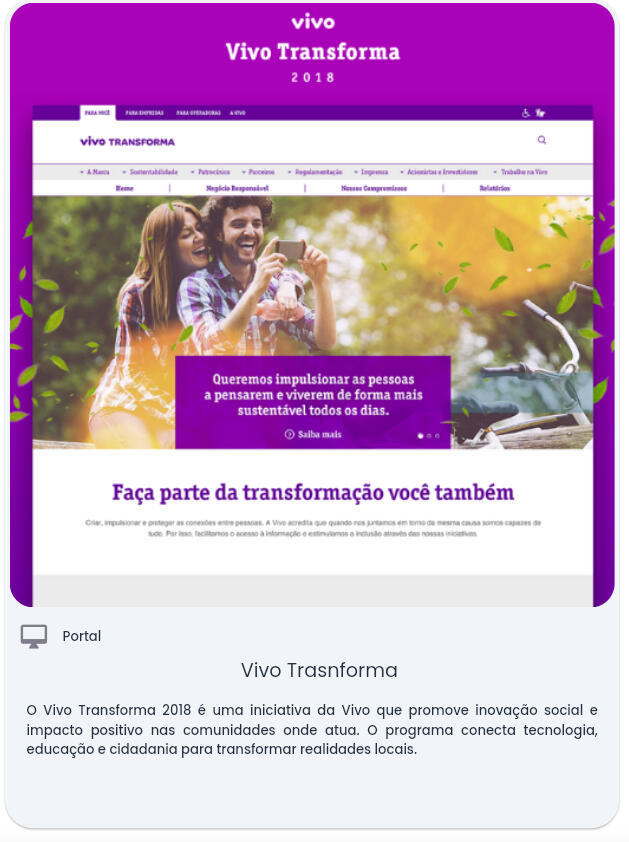 vivo
Vivo Transforma
2018
PARA VOCÊ PARA EMPRESAS PARA OPERADORAS A VIVO
vivo TRANSFORMA
A Marca Sustentabilidade Patrocínios Parceiros Regulamentação Imprensa Acionistas e Investidores Trabalhe na Vivo
Home Negócio Responsável Nossos Compromissos Relatórios
Queremos impulsionar as pessoas
a pensarem e viverem de forma mais
sustentável todos os dias.
Saiba mais
Faça parte da transformação você também
Criar, impulsionar e proteger as conexões entre pessoas. A Vivo acredita que quando nos juntamos em torno da mesma causa somos capazes de
tudo. Por isso, facilitamos o acesso à informação e estimulamos a inclusão através das nossas iniciativas.
Portal
Vivo Trasnforma
O Vivo Transforma 2018 é uma iniciativa da Vivo que promove inovação social e
impacto positivo nas comunidades onde atua. O programa conecta tecnologia,
educação e cidadania para transformar realidades locais.